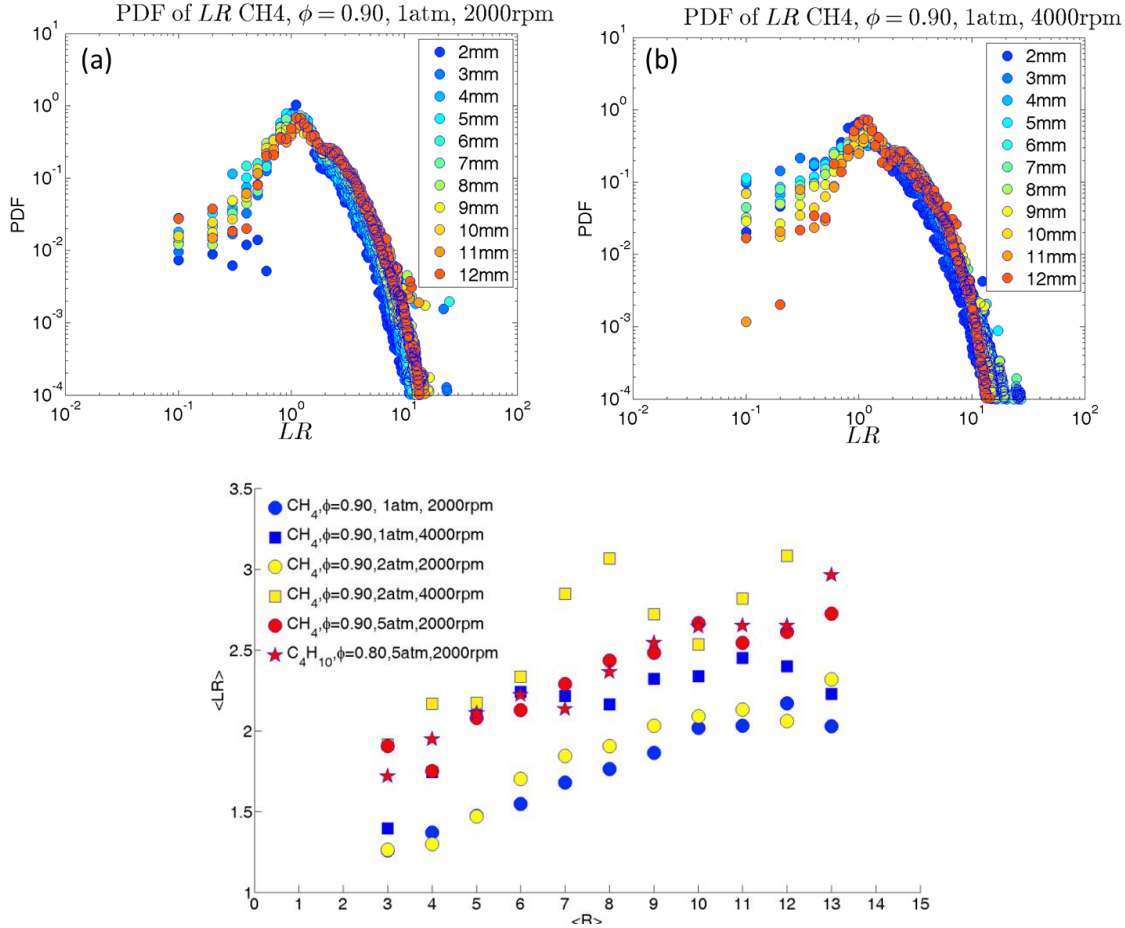 PDF of LR CH4, ϕ = 0.90, 1atm, 2000rpm
(a)
10^1
10^0
10^-1
10^-2
10^-3
10^-4
PDF
2mm
3mm
4mm
5mm
6mm
7mm
8mm
9mm
10mm
11mm
12mm
10^-2
10^-1
10^0
10^1
10^2
LR
PDF of LR CH4, ϕ = 0.90, 1atm, 4000rpm
(b)
10^1
10^0
10^-1
10^-2
10^-3
10^-4
PDF
2mm
3mm
4mm
5mm
6mm
7mm
8mm
9mm
10mm
11mm
12mm
10^-2
10^-1
10^0
10^1
10^2
LR
3.5
3
2.5
2
1.5
1
<LR>
CH_4,ϕ=0.90, 1atm, 2000rpm
CH_4,ϕ=0.90,1atm,4000rpm
CH_4,ϕ=0.90,2atm,2000rpm
CH_4,ϕ=0.90,2atm,4000rpm
CH_4,ϕ=0.90,5atm,2000rpm
C_4H_10,ϕ=0.80,5atm,2000rpm
0 1 2 3 4 5 6 7 8 9 10 11 12 13 14 15
<R>